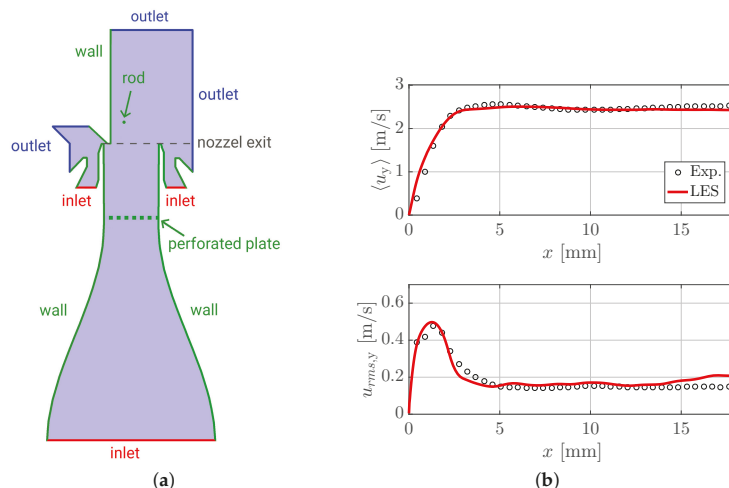 outlet
wall
rod
outlet
outlet
nozzel exit
inlet
inlet
perforated plate
wall
wall
inlet
(a)
3
2
1
0
⟨u_y⟩ [m/s]
Exp.
LES
0
5
10
15
x [mm]
0.6
0.4
0.2
0
u_{rms,y} [m/s]
0
5
10
15
x [mm]
(b)